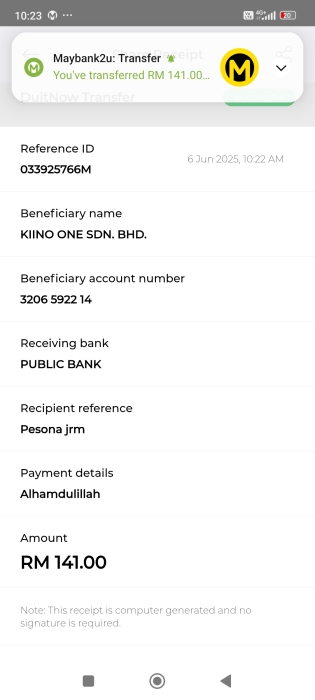 10:23
4G+
20
Maybank2u: Transfer
You've transferred RM 141.00...
Receipt
DuitNow Transfer
Reference ID
6 Jun 2025, 10:22 AM
033925766M
Beneficiary name
KIINO ONE SDN. BHD.
Beneficiary account number
3206 5922 14
Receiving bank
PUBLIC BANK
Recipient reference
Pesona jrm
Payment details
Alhamdulillah
Amount
RM 141.00
Note: This receipt is computer generated and no
signature is required.